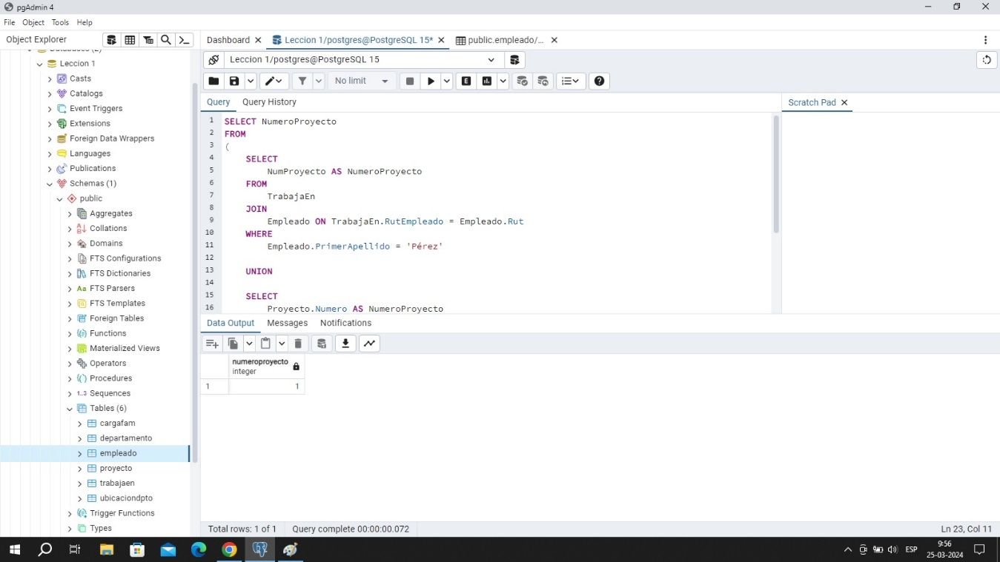 pgAdmin 4
File Object Tools Help
Object Explorer
Dashboard
Leccion 1/postgres@PostgreSQL 15*
public.empleado/...
Leccion 1/postgres@PostgreSQL 15
No limit
E
Query Query History
Scratch Pad
Databases (2)
Leccion 1
Casts
Catalogs
Event Triggers
Extensions
Foreign Data Wrappers
Languages
Publications
Schemas (1)
public
Aggregates
Collations
Domains
FTS Configurations
FTS Dictionaries
Aa FTS Parsers
FTS Templates
Foreign Tables
Functions
Materialized Views
Operators
Procedures
1..3 Sequences
Tables (6)
cargafam
departamento
empleado
proyecto
trabajaen
ubicaciondpto
Trigger Functions
Types
1 SELECT NumeroProyecto
2 FROM
3 (
4 SELECT
5 NumProyecto AS NumeroProyecto
6 FROM
7 TrabajaEn
8 JOIN
9 Empleado ON TrabajaEn.RutEmpleado = Empleado.Rut
10 WHERE
11 Empleado.PrimerApellido = 'Pérez'
12
13 UNION
14
15 SELECT
16 Proyecto.Numero AS NumeroProyecto
Data Output Messages Notifications
numeroproyecto
integer
1 1
Total rows: 1 of 1 Query complete 00:00:00.072 Ln 23, Col 11
ESP
9:56
25-03-2024